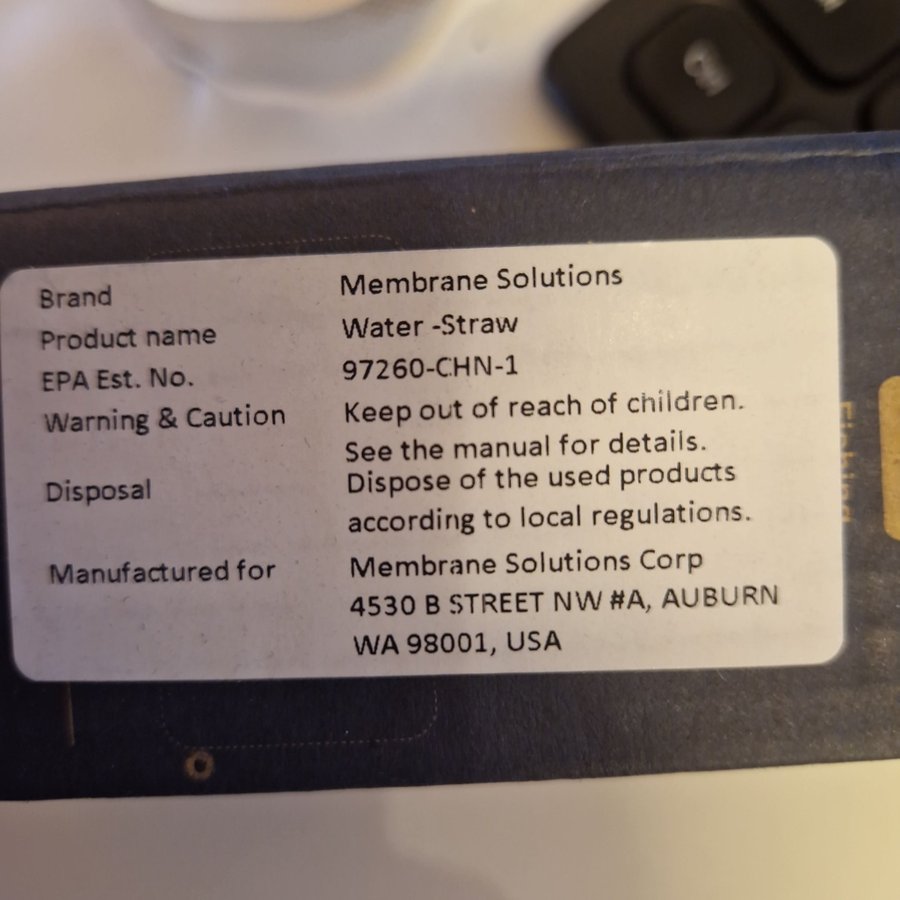 Brand Membrane Solutions
Product name Water -Straw
EPA Est. No. 97260-CHN-1
Warning & Caution Keep out of reach of children.
See the manual for details.
Disposal Dispose of the used products
according to local regulations.
Manufactured for Membrane Solutions Corp
4530 B STREET NW #A, AUBURN
WA 98001, USA